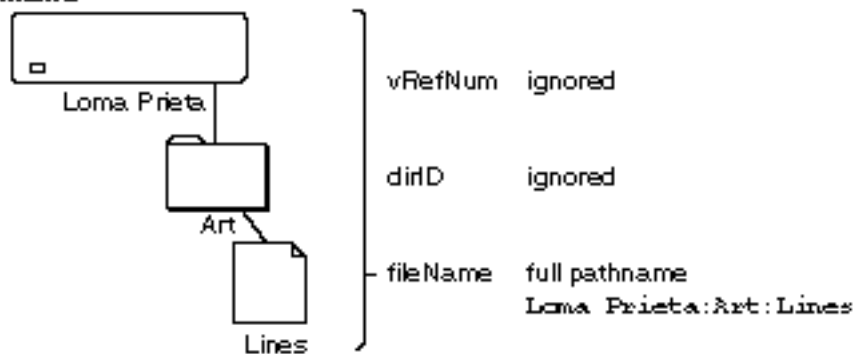 Loma Prieta
Art
Lines
vRefNum ignored
dirID ignored
fileName full pathname
Loma Prieta:Art:Lines